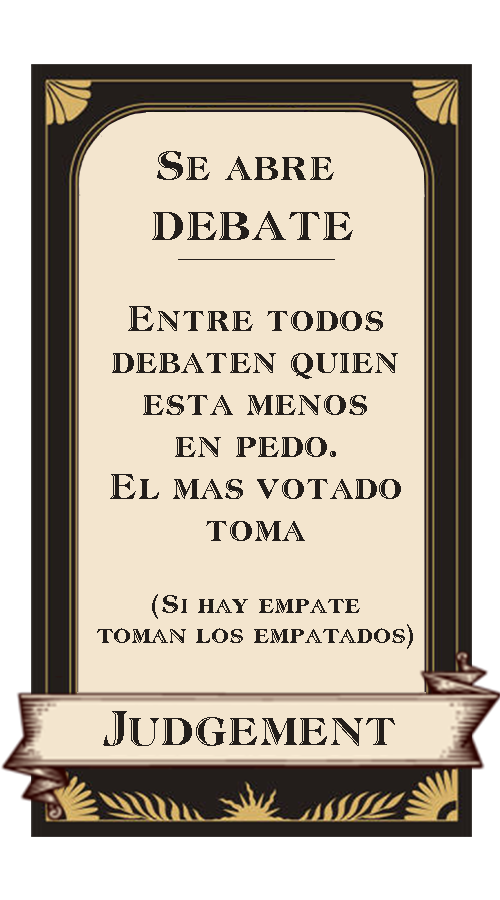 Se abre
debate
Entre todos
debaten quien
esta menos
en pedo.
El mas votado
toma
(Si hay empate
toman los empatados)
Judgement